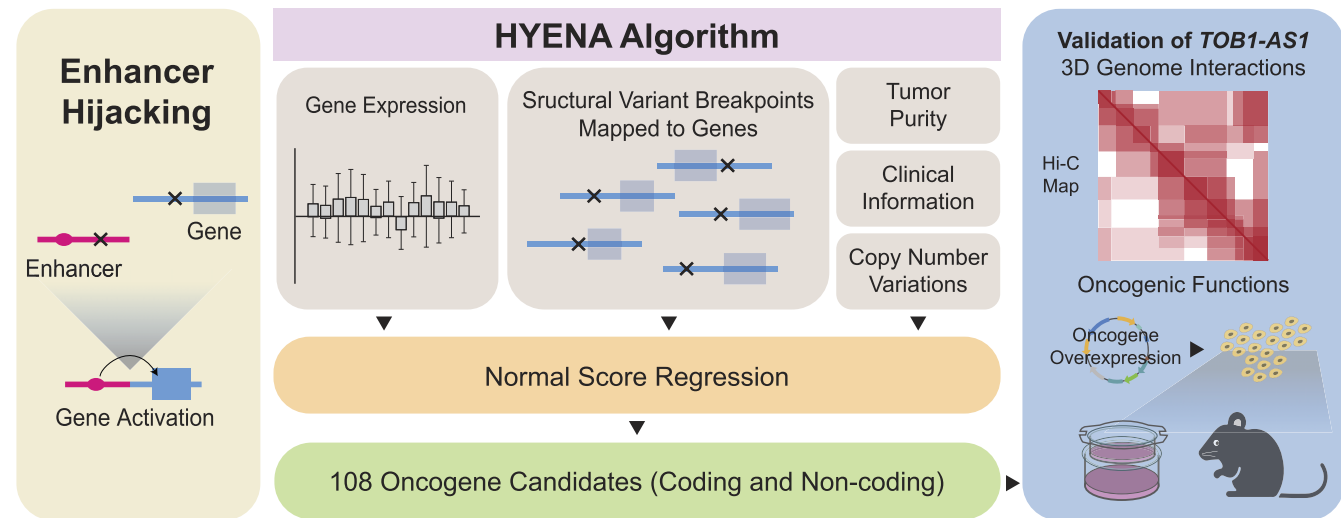 Enhancer
Hijacking
Gene
Enhancer
Gene Activation
HYENA Algorithm
Gene Expression
Sructural Variant Breakpoints
Mapped to Genes
Tumor
Purity
Clinical
Information
Copy Number
Variations
Normal Score Regression
108 Oncogene Candidates (Coding and Non-coding)
Validation of TOB1-AS1
3D Genome Interactions
Hi-C
Map
Oncogenic Functions
Oncogene
Overexpression